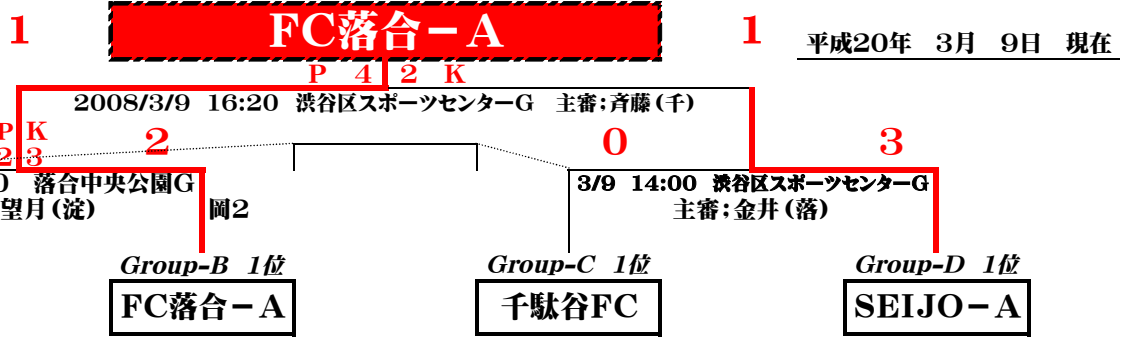 1 FC落合－A 1
平成20年 3月 9日 現在
P 4 2 K
2008/3/9 16:20 渋谷区スポーツセンターG 主審;斉藤(千)
P K
2 3 2 0 3
0 落合中央公園G
3/9 14:00 渋谷区スポーツセンターG
望月(淀) 岡2
主審;金井(落)
Group-B 1位 Group-C 1位 Group-D 1位
FC落合－A 千駄谷FC SEIJO－A